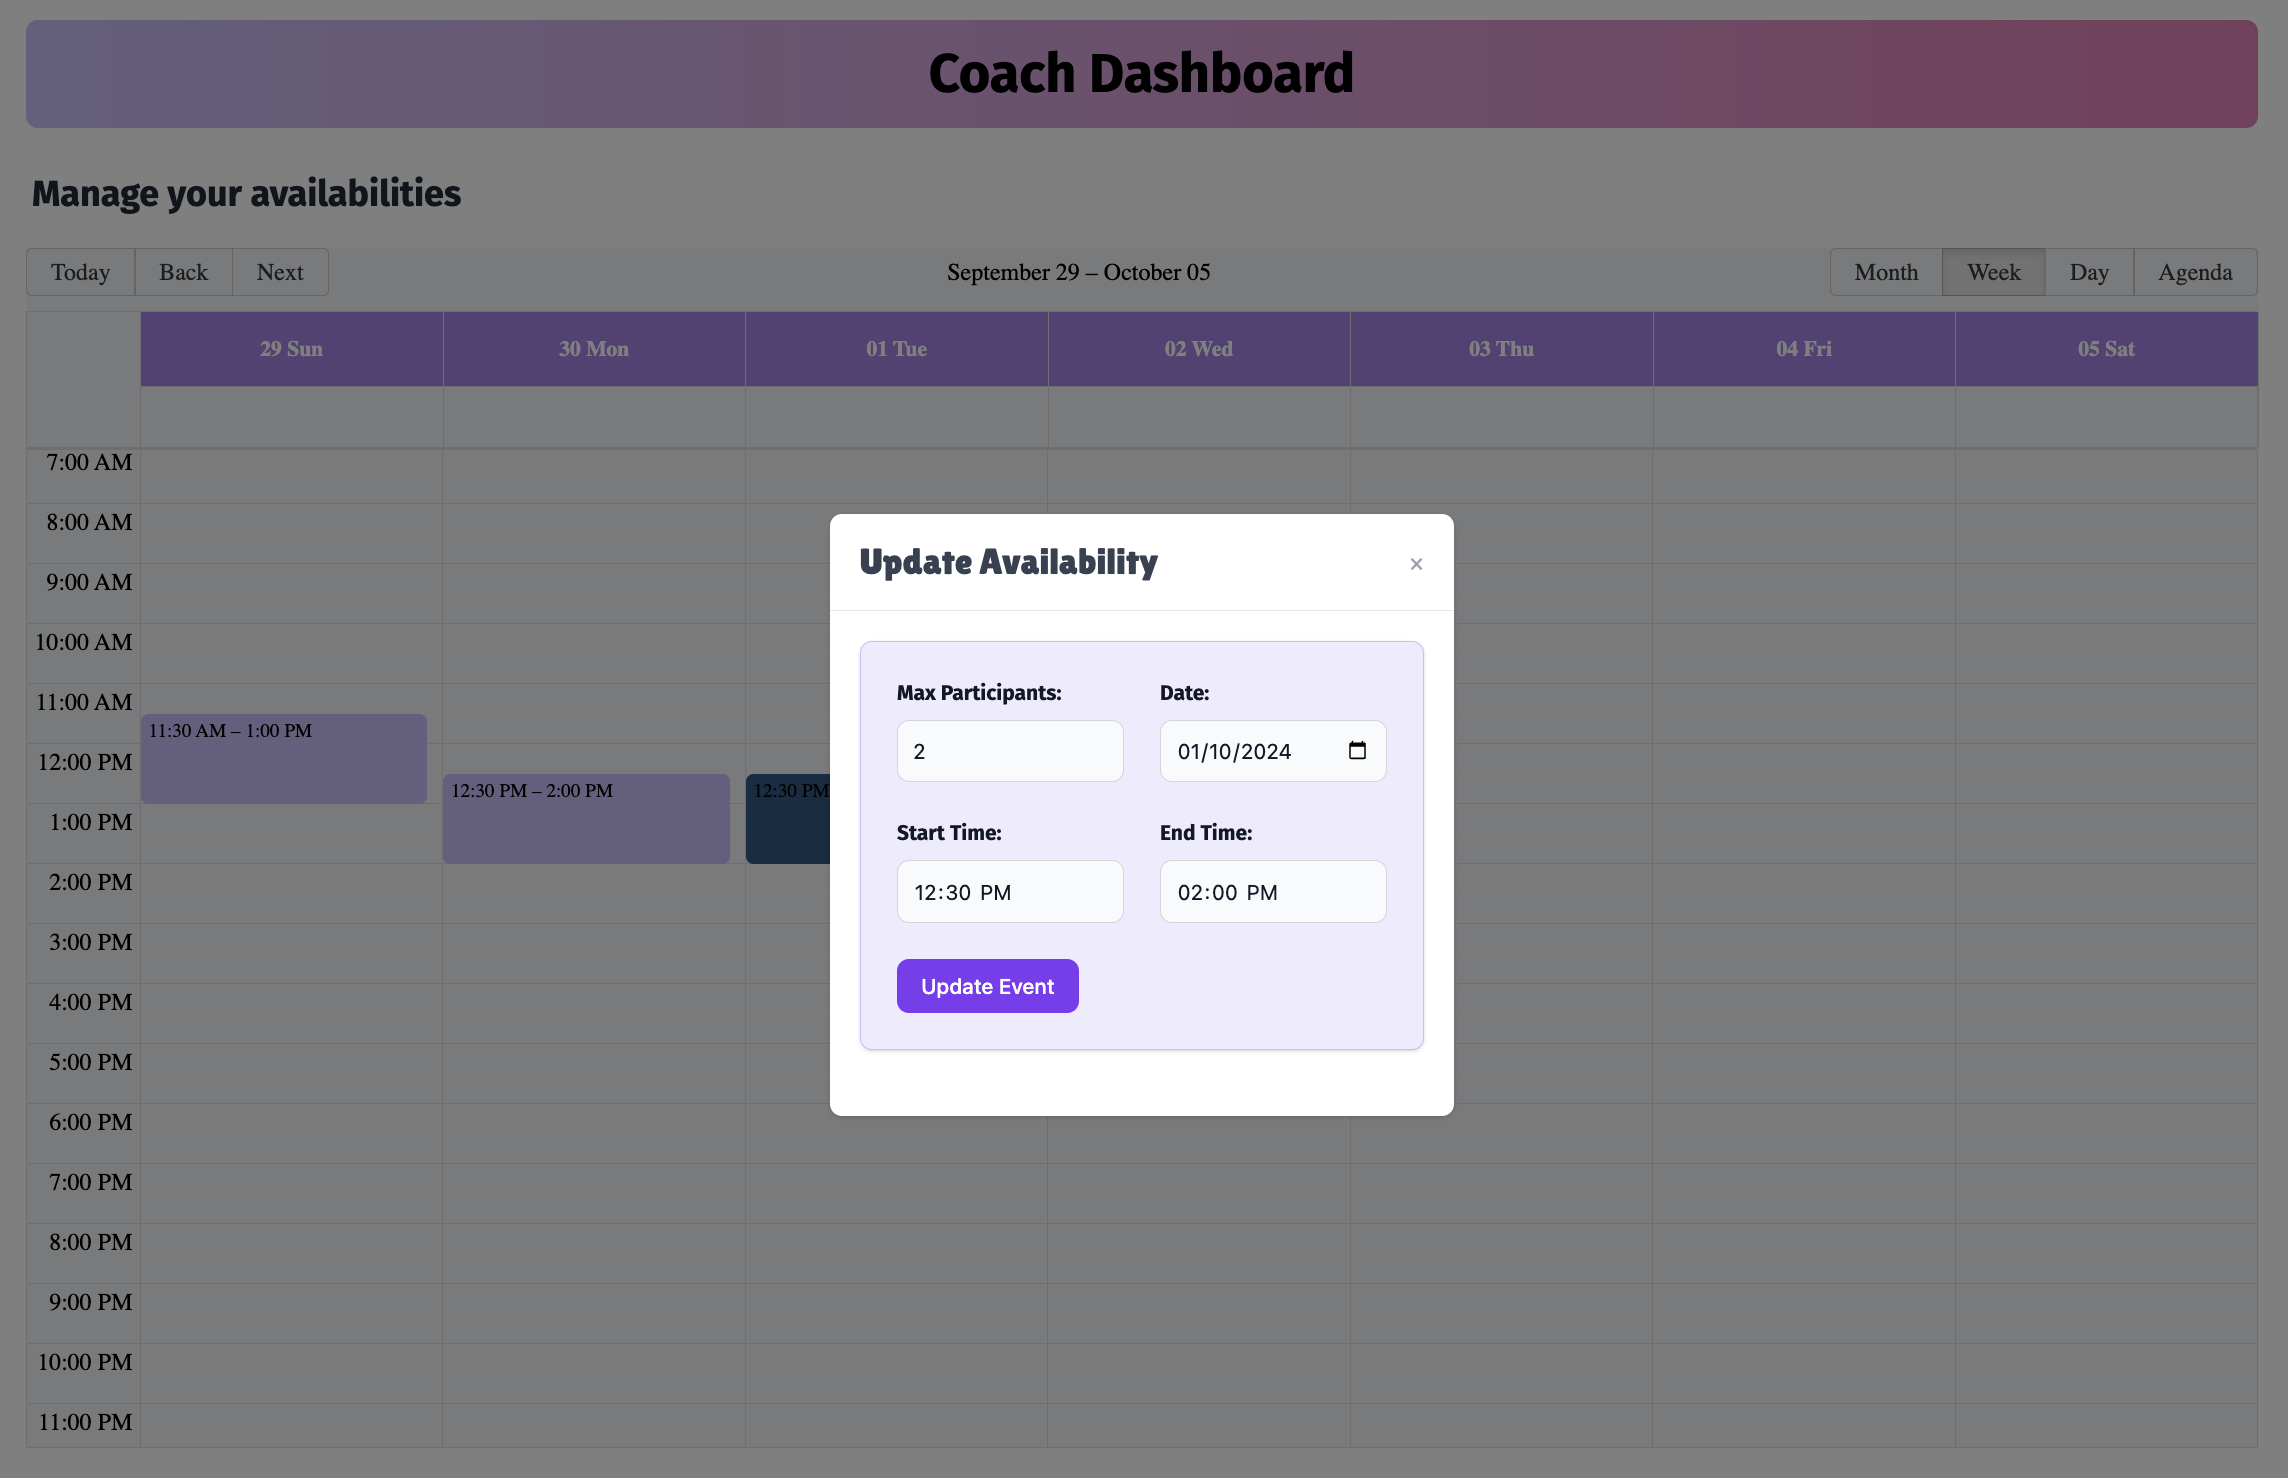 Coach Dashboard
Manage your availabilities
Today Back Next September 29 – October 05 Month Week Day Agenda
29 Sun 30 Mon 01 Tue 02 Wed 03 Thu 04 Fri 05 Sat
7:00 AM
8:00 AM
9:00 AM
10:00 AM
11:00 AM
12:00 PM
1:00 PM
2:00 PM
3:00 PM
4:00 PM
5:00 PM
6:00 PM
7:00 PM
8:00 PM
9:00 PM
10:00 PM
11:00 PM
11:30 AM – 1:00 PM
12:30 PM – 2:00 PM
12:30 PM
Update Availability ×
Max Participants: Date:
2 01/10/2024
Start Time: End Time:
12:30 PM 02:00 PM
Update Event